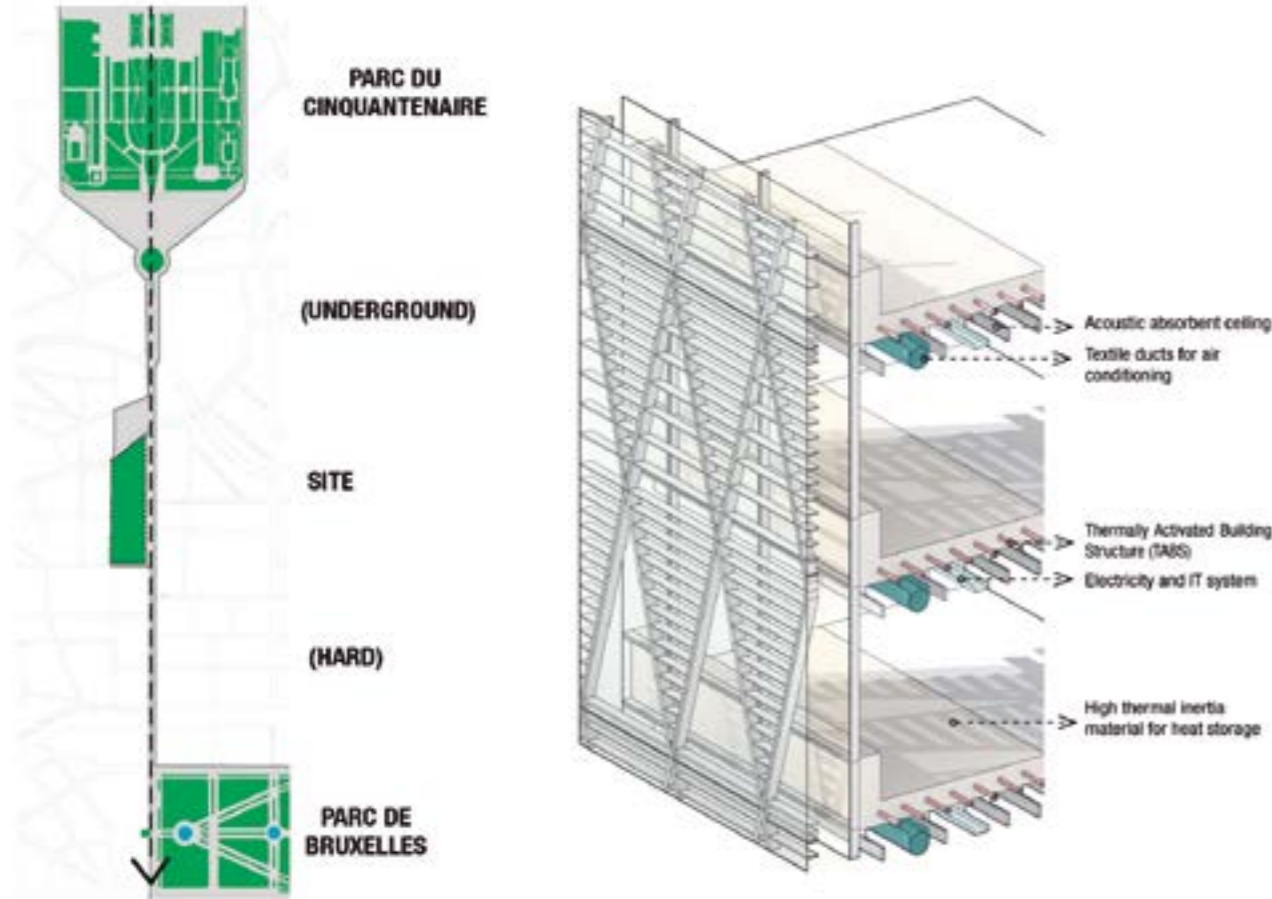 PARC DU
CINQUANTENAIRE
(UNDERGROUND)
SITE
(HARD)
PARC DE
BRUXELLES
Acoustic absorbent ceiling
Textile ducts for air
conditioning
Thermally Activated Building
Structure (TABS)
Electricity and IT system
High thermal inertia
material for heat storage